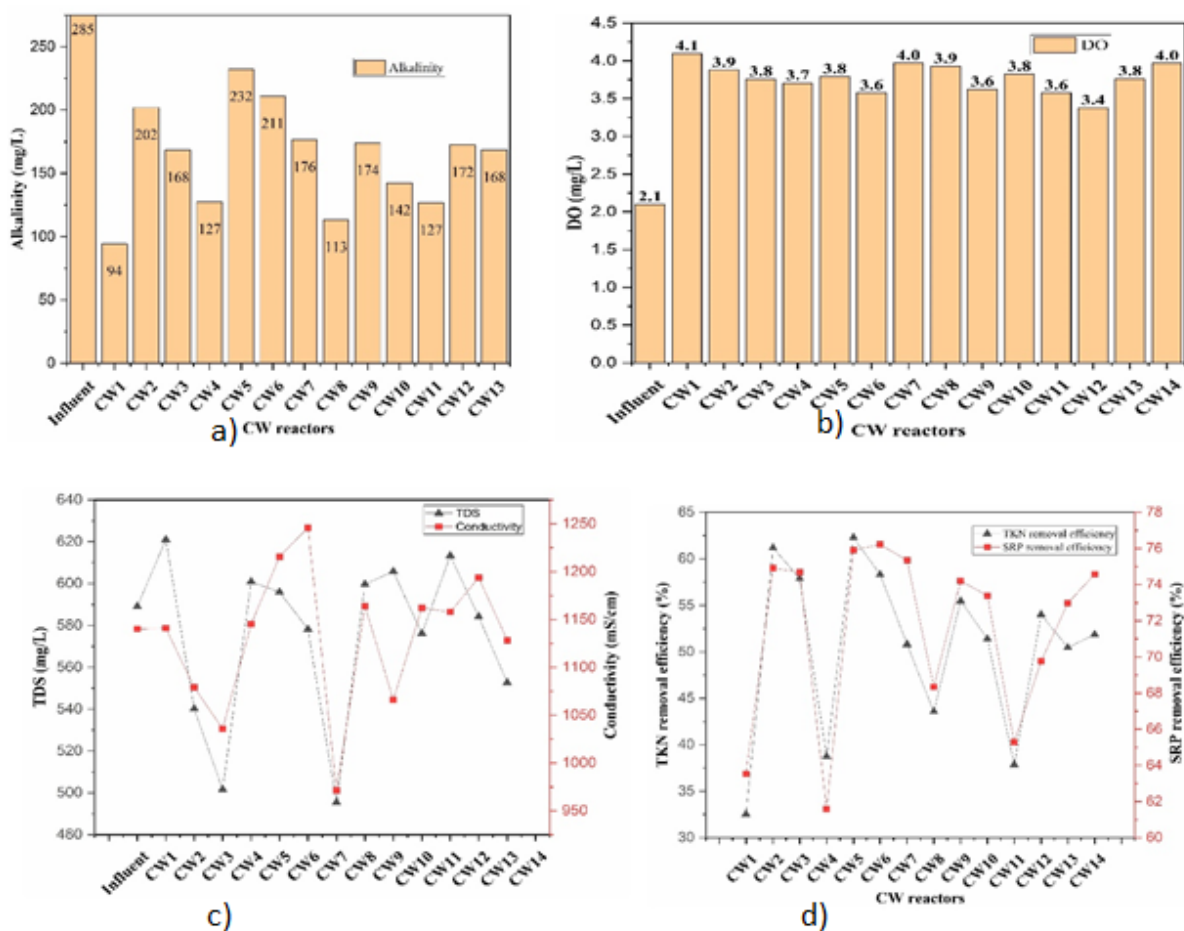 285
Alkalinity
232
211
202
176
174
172
168
168
142
127
127
113
94
250
200
150
100
50
0
Alkalinity (mg/L)
Influent CW1 CW2 CW3 CW4 CW5 CW6 CW7 CW8 CW9 CW10 CW11 CW12 CW13
a) CW reactors
DO
4.1 3.9 3.8 3.7 3.8 3.6 4.0 3.9 3.6 3.8 3.6 3.4 3.8 4.0
2.1
4.5
4.0
3.5
3.0
2.5
2.0
1.5
1.0
0.5
0.0
DO (mg/L)
Influent CW1 CW2 CW3 CW4 CW5 CW6 CW7 CW8 CW9 CW10 CW11 CW12 CW13 CW14
b)
CW reactors
TDS
Conductivity
640
620
600
580
560
540
520
500
480
TDS (mg/L)
1250
1200
1150
1100
1050
1000
950
Conductivity (mS/cm)
Influent CW1 CW2 CW3 CW4 CW5 CW6 CW7 CW8 CW9 CW10 CW11 CW12 CW13 CW14
c)
TKN removal efficiency
SRP removal efficiency
65
60
55
50
45
40
35
30
TKN removal efficiency (%)
78
76
74
72
70
68
66
64
62
60
SRP removal efficiency (%)
CW1 CW2 CW3 CW4 CW5 CW6 CW7 CW8 CW9 CW10 CW11 CW12 CW13 CW14
CW reactors
d)